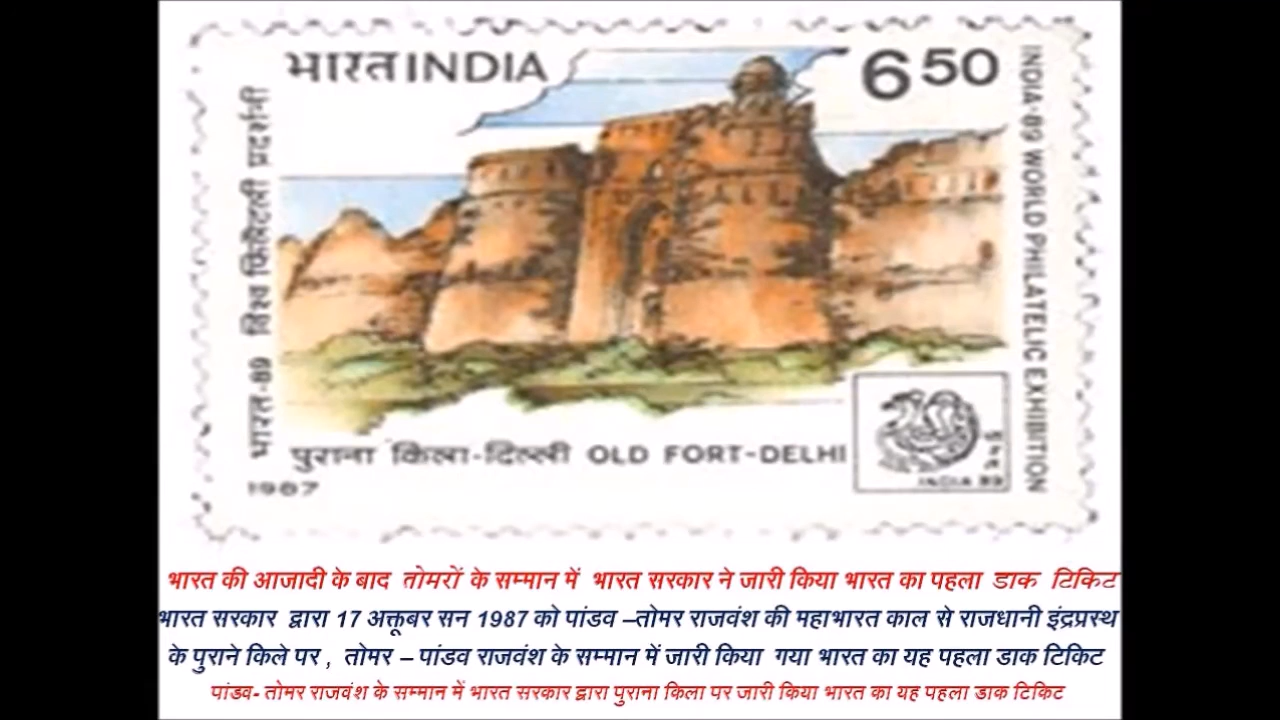 भारत INDIA
6 50
भारत-89 विश्व फिलेटली प्रदर्शनी
INDIA-89 WORLD PHILATELIC EXHIBITION
पुराना किला-दिल्ली OLD FORT-DELHI
1987
INDIA 89
भारत की आजादी के बाद तोमरों के सम्मान में भारत सरकार ने जारी किया भारत का पहला डाक टिकिट
भारत सरकार द्वारा 17 अक्तूबर सन 1987 को पांडव –तोमर राजवंश की महाभारत काल से राजधानी इंद्रप्रस्थ
के पुराने किले पर , तोमर – पांडव राजवंश के सम्मान में जारी किया गया भारत का यह पहला डाक टिकिट
पांडव- तोमर राजवंश के सम्मान में भारत सरकार द्वारा पुराना किला पर जारी किया भारत का यह पहला डाक टिकिट